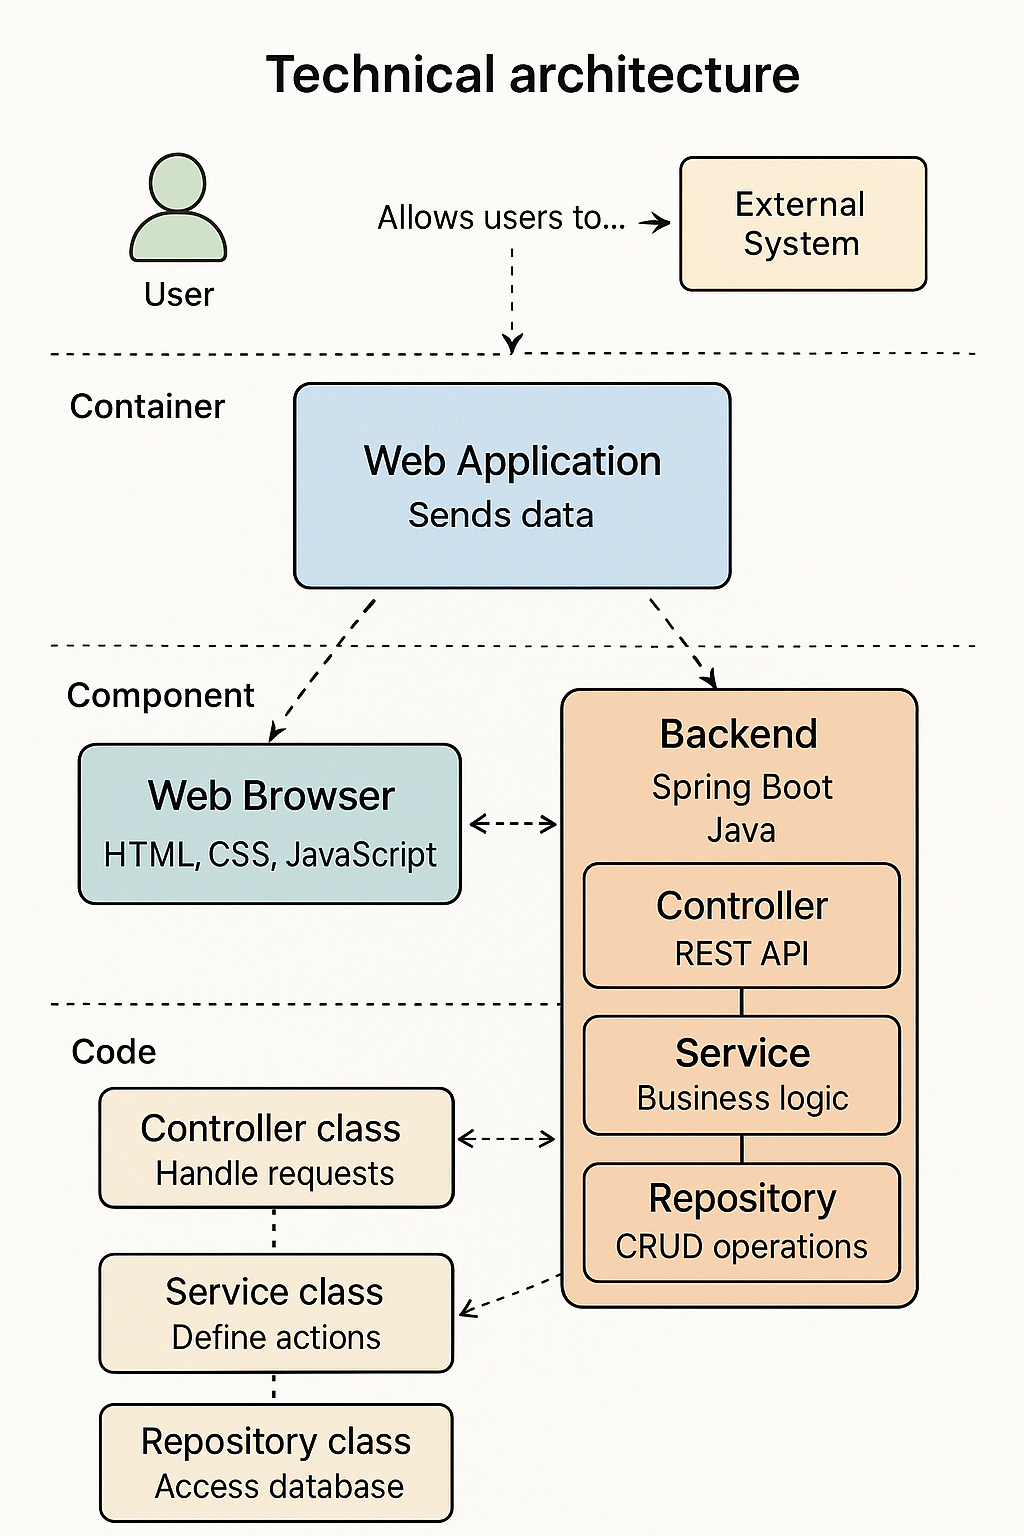 Technical architecture
User
Allows users to...
External
System
Container
Web Application
Sends data
Component
Web Browser
HTML, CSS, JavaScript
Backend
Spring Boot
Java
Controller
REST API
Service
Business logic
Repository
CRUD operations
Code
Controller class
Handle requests
Service class
Define actions
Repository class
Access database